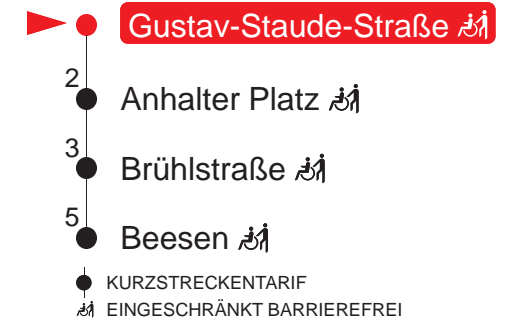 Gustav-Staude-Straße
2
Anhalter Platz
3
Brühlstraße
5
Beesen
KURZSTRECKENTARIF
EINGESCHRÄNKT BARRIEREFREI